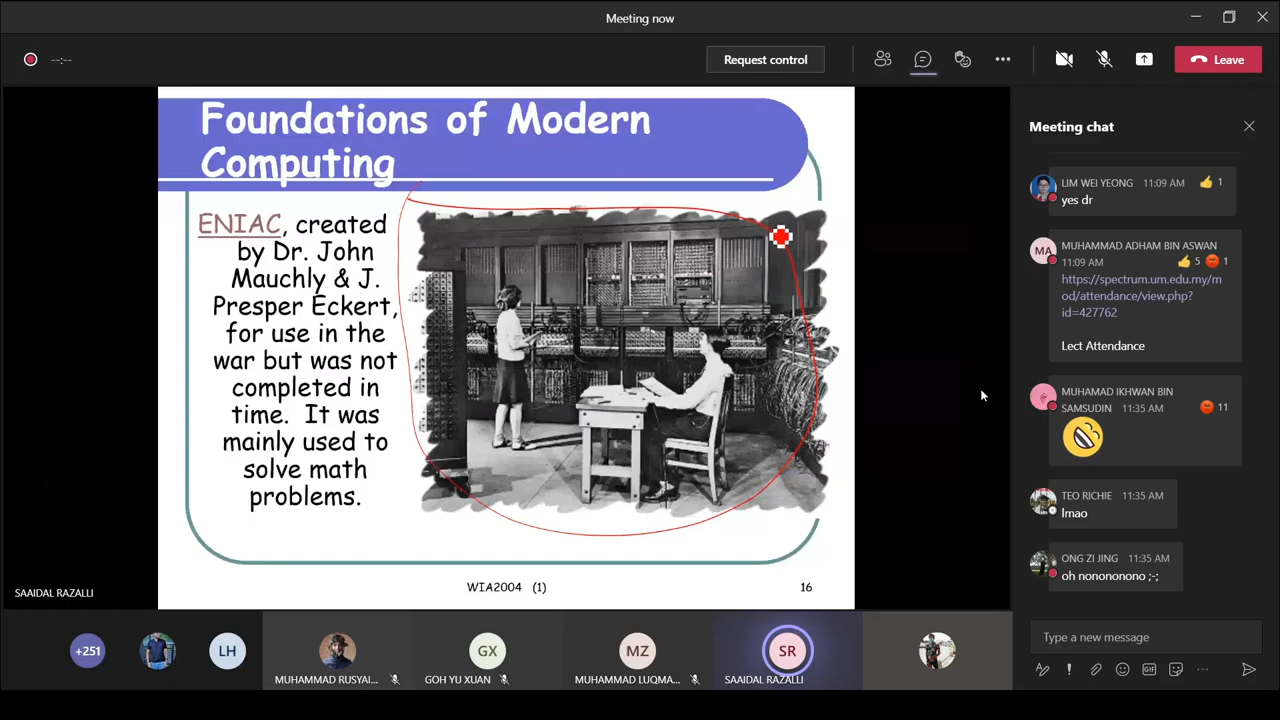 Meeting now
--:--
Request control
Leave
Foundations of Modern
Computing
ENIAC, created
by Dr. John
Mauchly & J.
Presper Eckert,
for use in the
war but was not
completed in
time. It was
mainly used to
solve math
problems.
WIA2004 (1)
16
SAAIDAL RAZALLI
Meeting chat
LIM WEI YEONG 11:09 AM 1
yes dr
MA
MUHAMMAD ADHAM BIN ASWAN
11:09 AM 5 1
https://spectrum.um.edu.my/m
od/attendance/view.php?
id=427762
Lect Attendance
MUHAMAD IKHWAN BIN
SAMSUDIN 11:35 AM 11
TEO RICHIE 11:35 AM
lmao
ONG ZI JING 11:35 AM
oh nonononono ;-;
Type a new message
GIF
+251
LH
MUHAMMAD RUSYAI...
GX
GOH YU XUAN
MZ
MUHAMMAD LUQMA...
SR
SAAIDAL RAZALLI